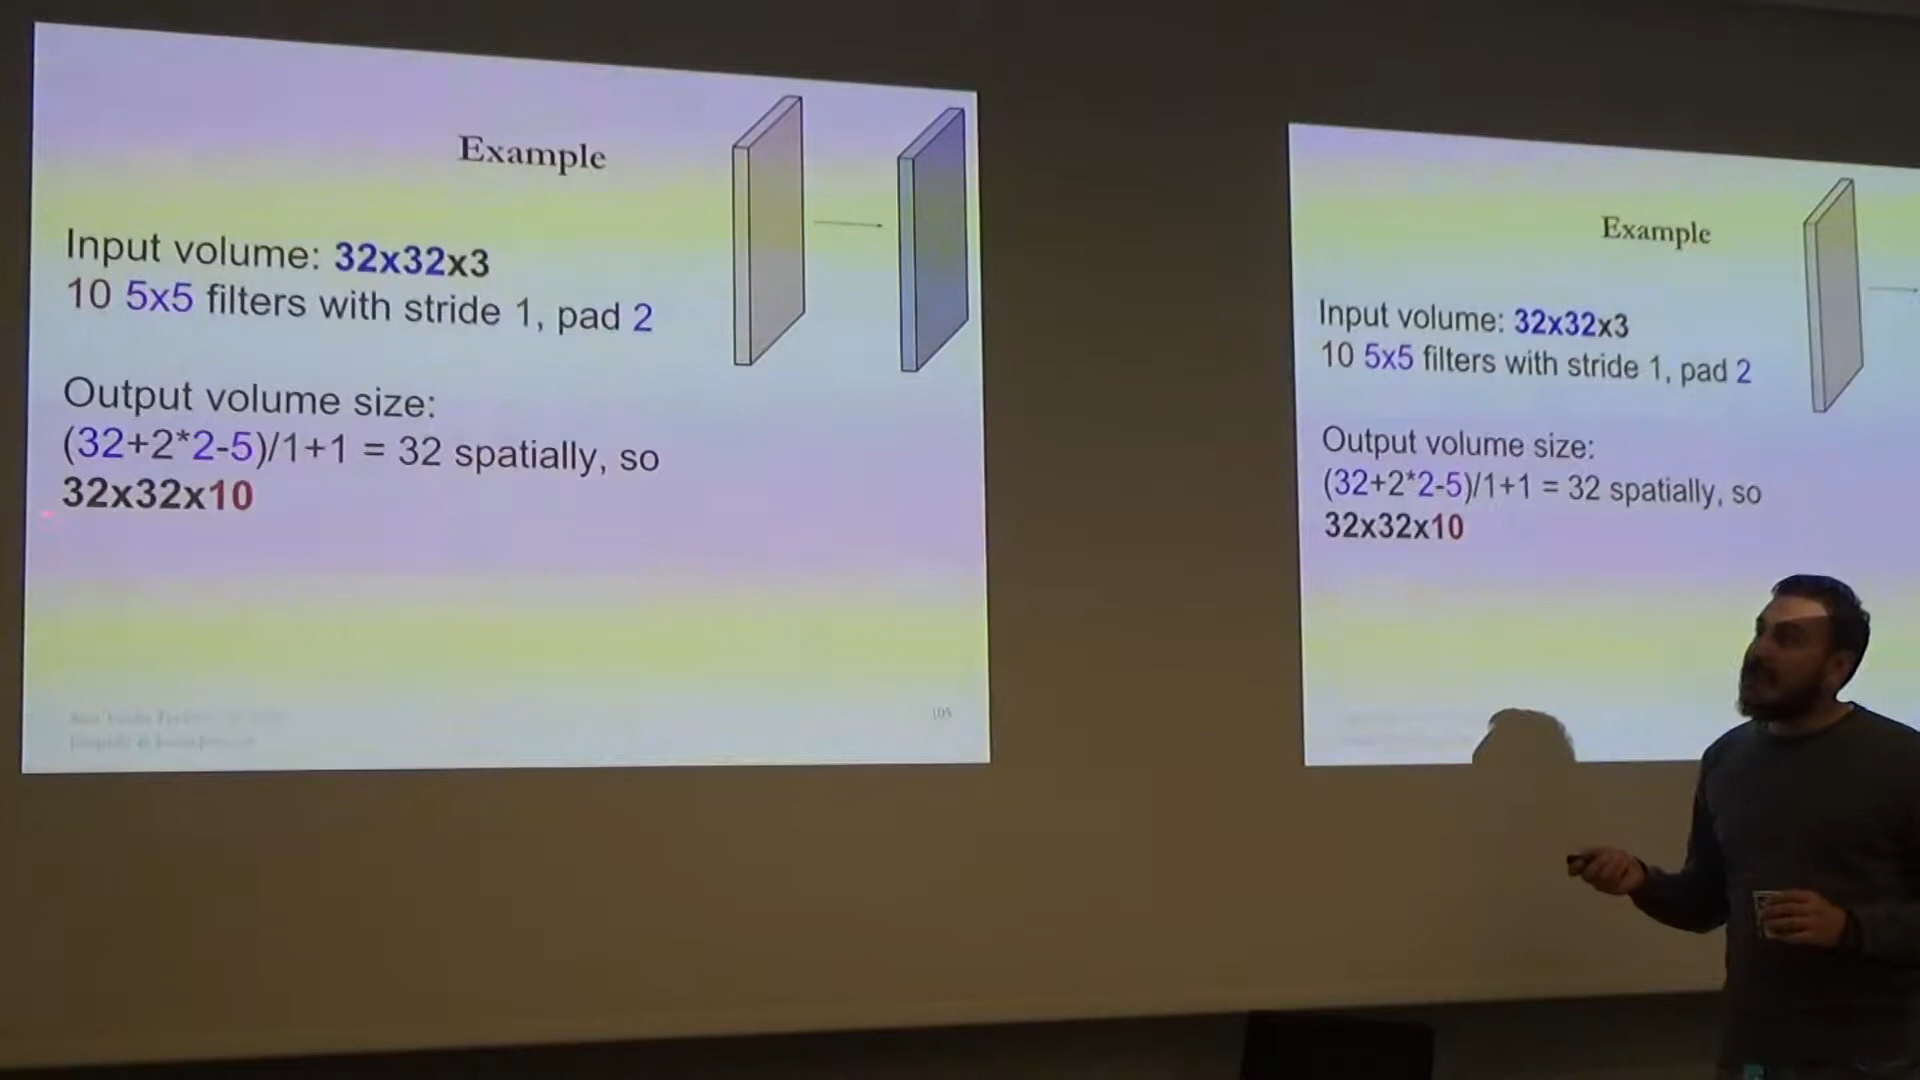 Example
Input volume: 32x32x3
10 5x5 filters with stride 1, pad 2
Output volume size:
(32+2*2-5)/1+1 = 32 spatially, so
32x32x10
105
Example
Input volume: 32x32x3
10 5x5 filters with stride 1, pad 2
Output volume size:
(32+2*2-5)/1+1 = 32 spatially, so
32x32x10